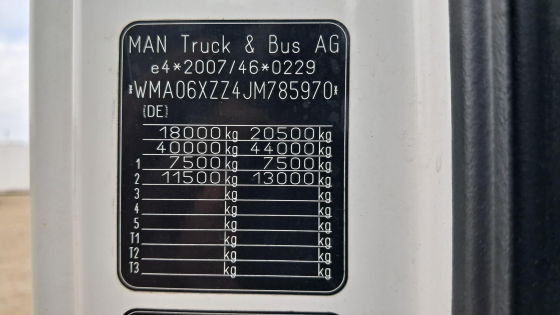 MAN Truck & Bus AG
e4*2007/46*0229
*WMA06XZZ4JM785970*
(DE)
18000 kg 20500 kg
40000 kg 44000 kg
1 7500 kg 7500 kg
2 11500 kg 13000 kg
3 kg kg
4 kg kg
5 kg kg
T1 kg kg
T2 kg kg
T3 kg kg